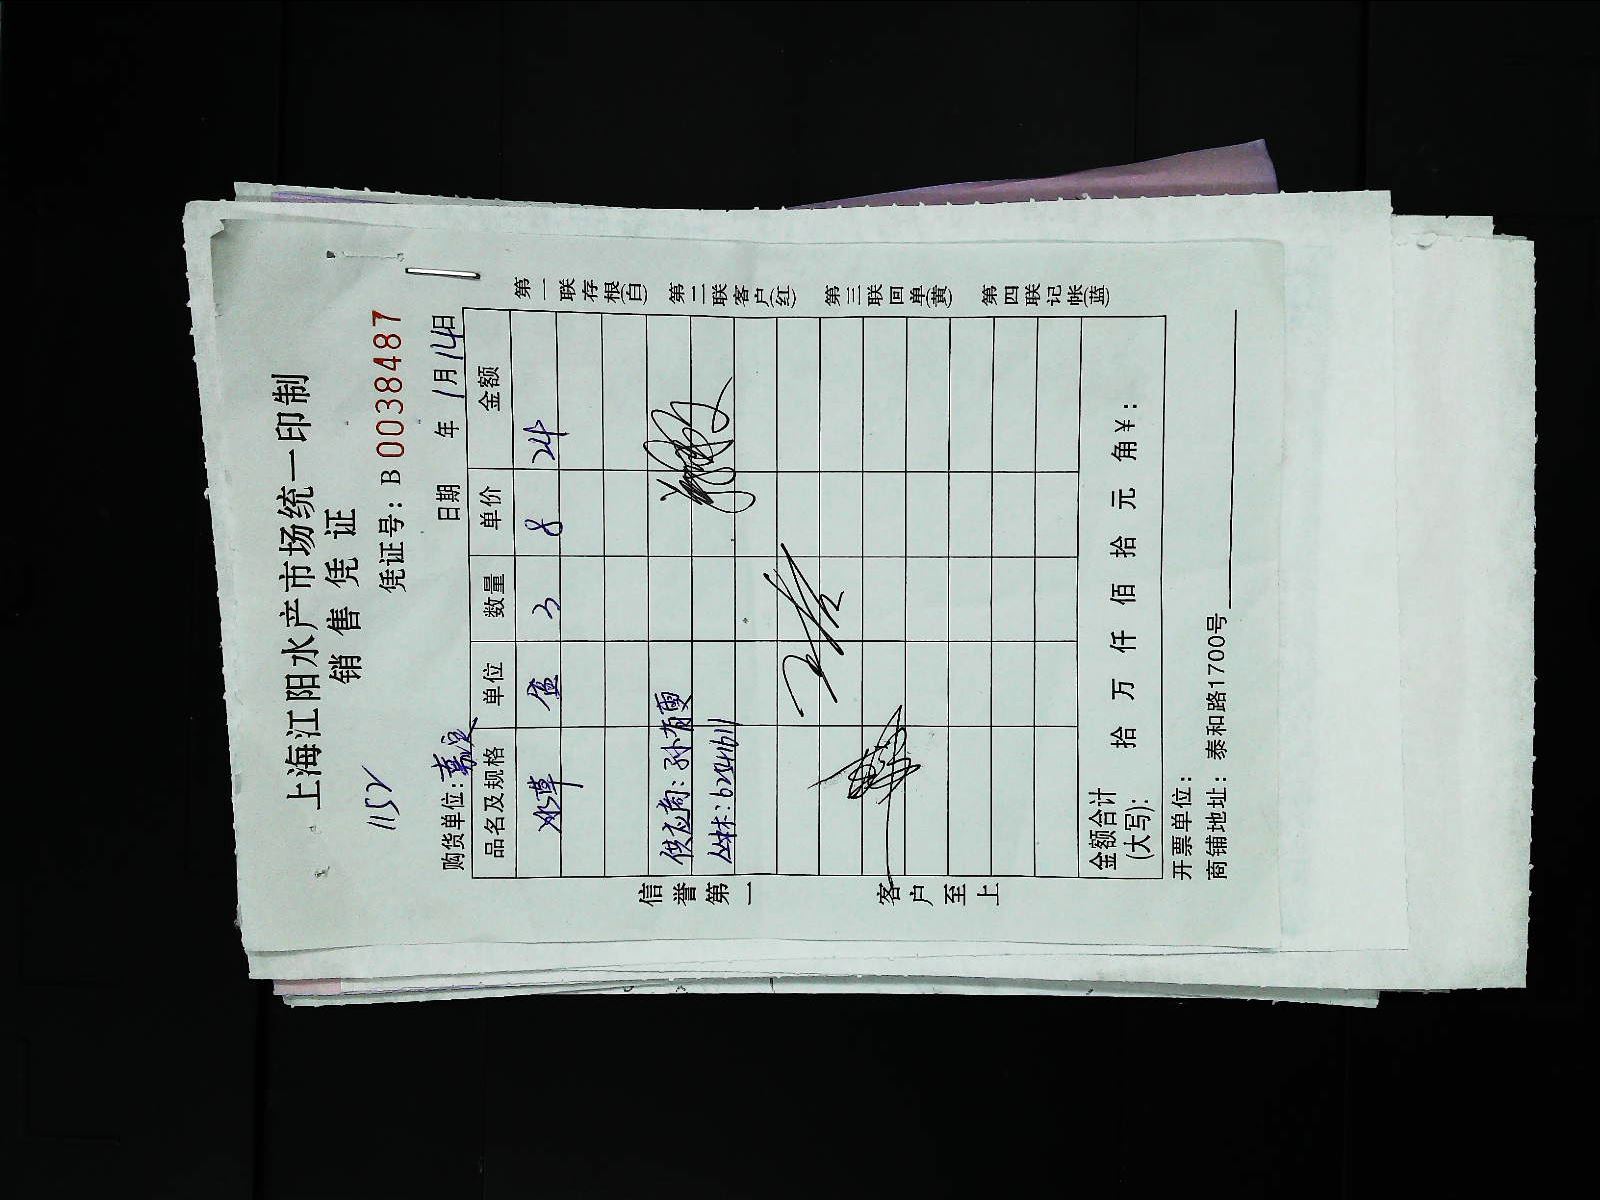 上海江阳水产市场统一印制
销售凭证
1152
凭证号：B 0038487
购货单位：嘉定
日期 年 1月14日
品名及规格 单位 数量 单价 金额
水草 盒 3 8 24
供应商：孙有更
丛林：6284611
金额合计
(大写)：
拾 万 仟 佰 拾 元 角 ¥：
开票单位：
商铺地址：泰和路1700号
信誉第一 客户至上
第一联存根(白) 第二联客户(红) 第三联回单(黄) 第四联记帐(蓝)